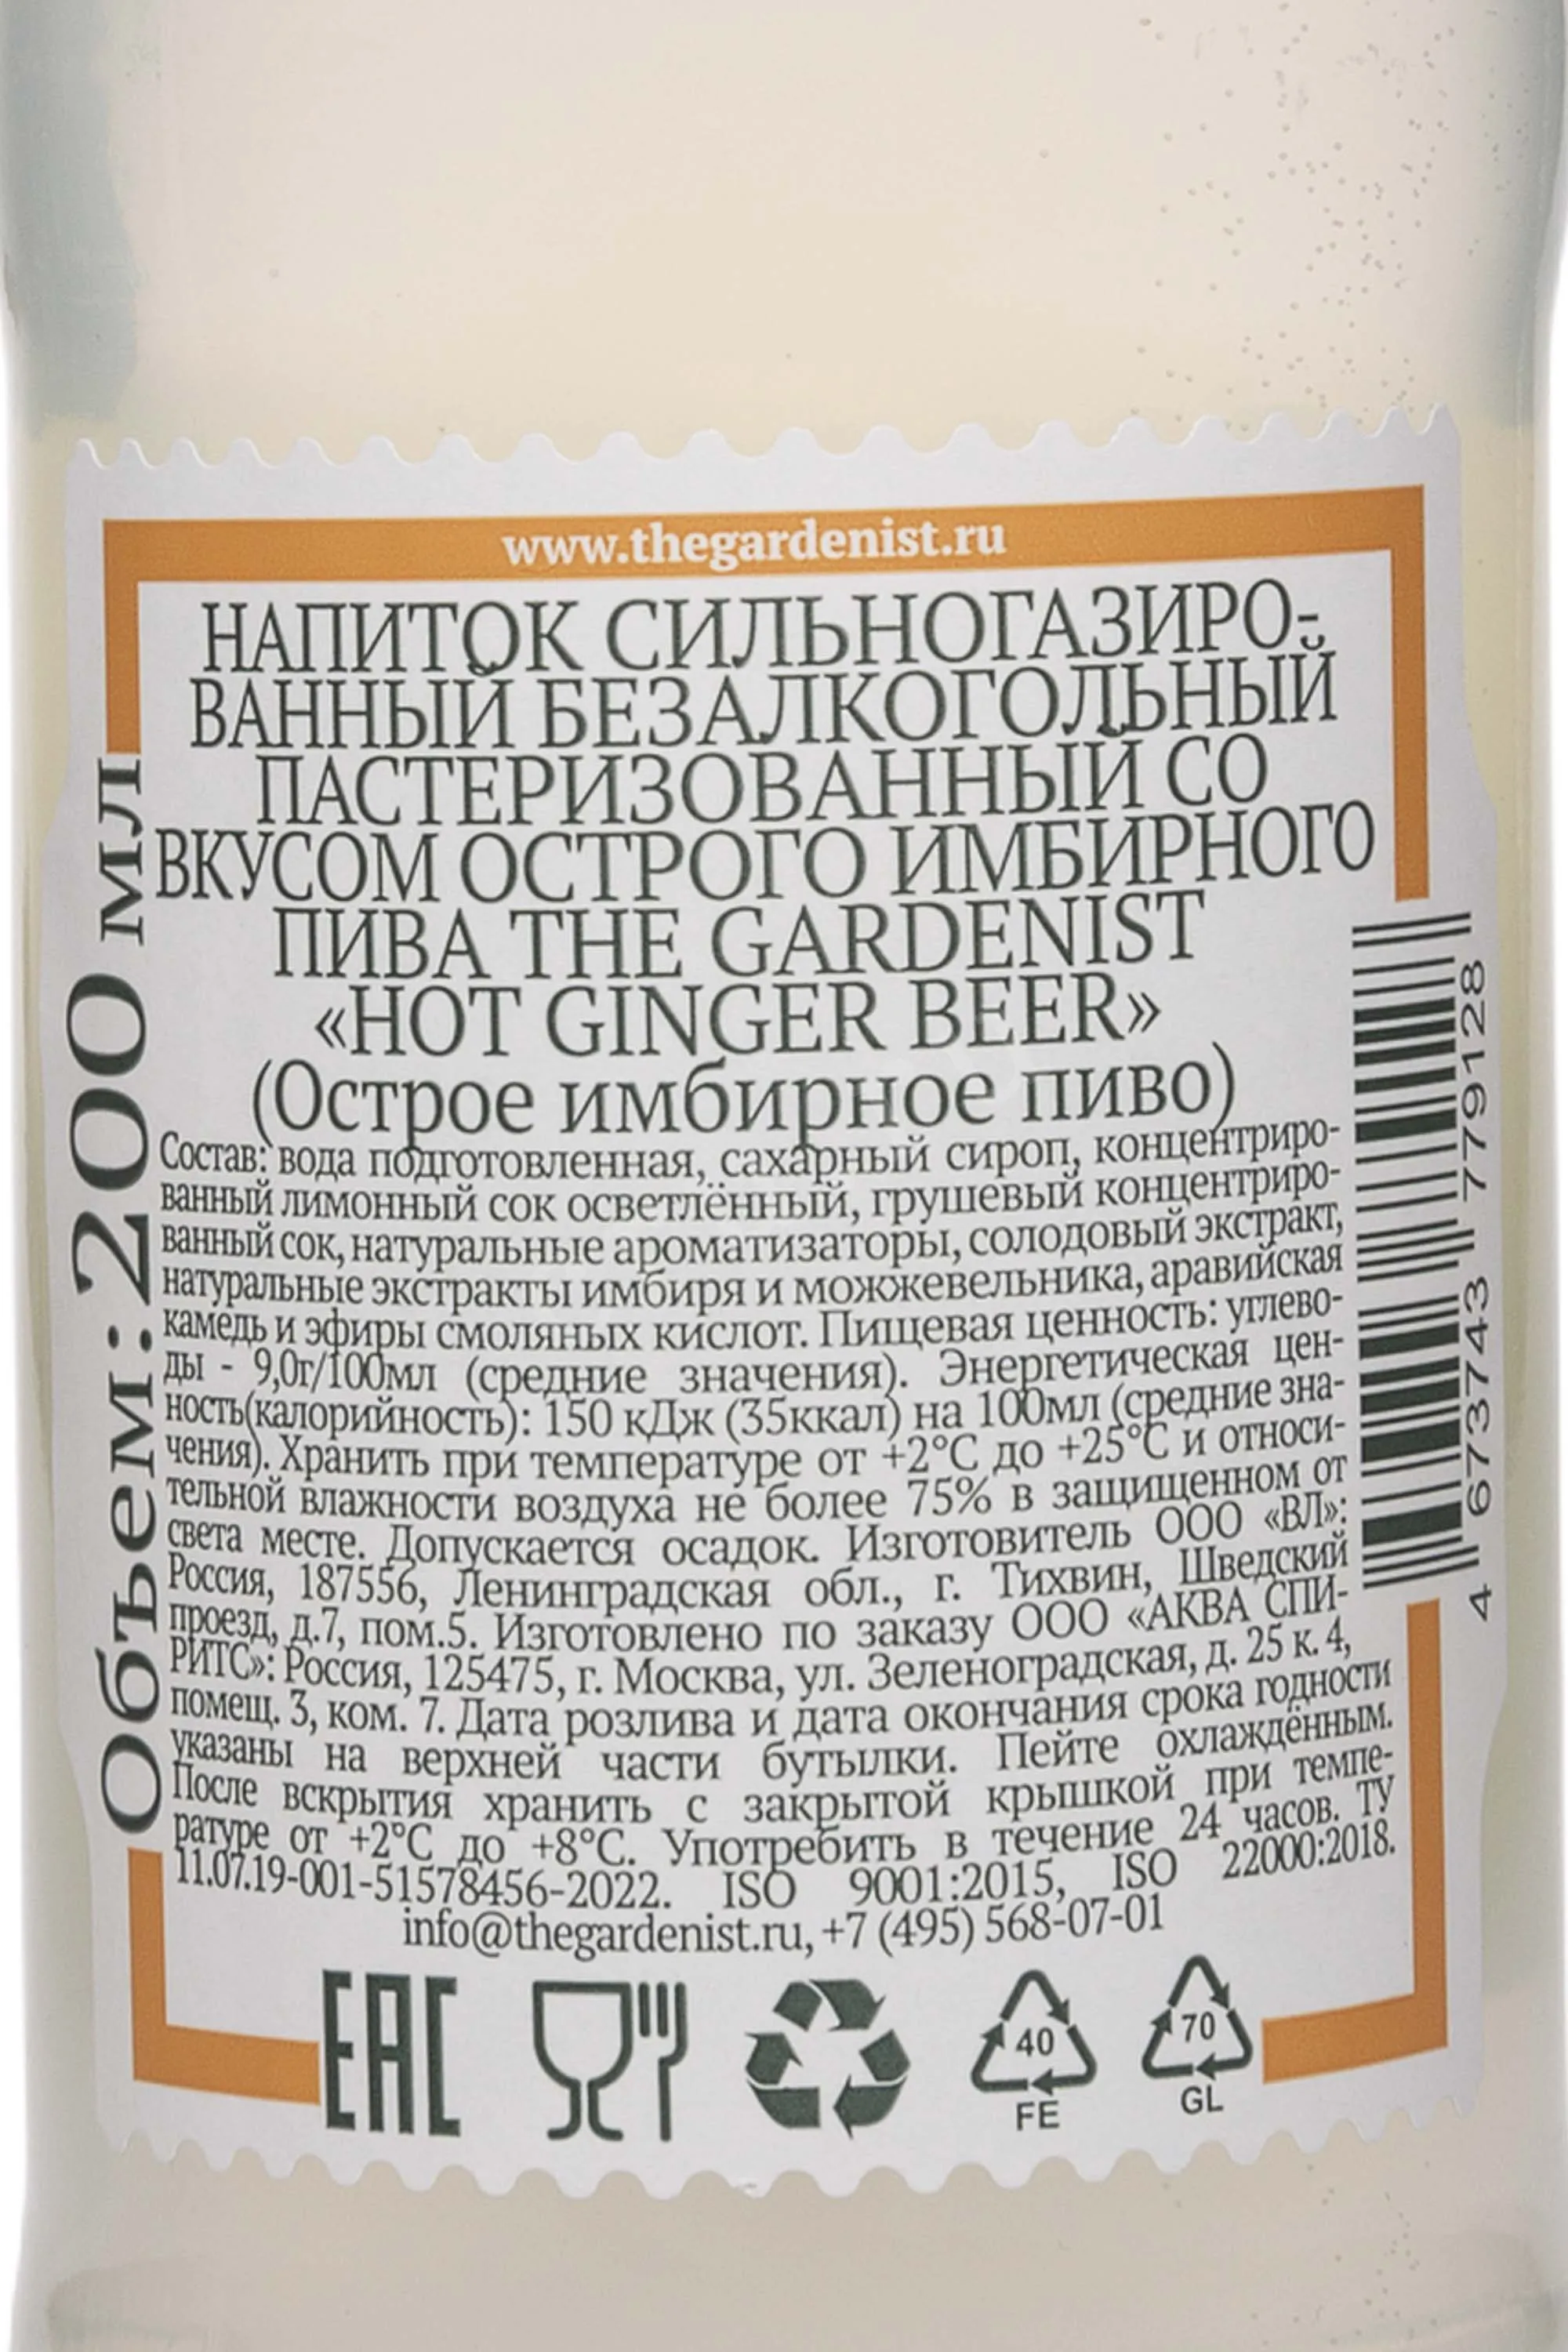 www.thegardenist.ru
НАПИТОК СИЛЬНОГАЗИРО-
ВАННЫЙ БЕЗАЛКОГОЛЬНЫЙ
ПАСТЕРИЗОВАННЫЙ СО
ВКУСОМ ОСТРОГО ИМБИРНОГО
ПИВА THE GARDENIST
«HOT GINGER BEER»
(Острое имбирное пиво)
Состав: вода подготовленная, сахарный сироп, концентриро-
ванный лимонный сок осветлённый, грушевый концентриро-
ванный сок, натуральные ароматизаторы, солодовый экстракт,
натуральные экстракты имбиря и можжевельника, аравийская
камедь и эфиры смоляных кислот. Пищевая ценность: углево-
ды - 9,0г/100мл (средние значения). Энергетическая цен-
ность(калорийность): 150 кДж (35ккал) на 100мл (средние зна-
чения). Хранить при температуре от +2°С до +25°С и относи-
тельной влажности воздуха не более 75% в защищенном от
света месте. Допускается осадок. Изготовитель ООО «ВЛ»:
Россия, 187556, Ленинградская обл., г. Тихвин, Шведский
проезд, д.7, пом.5. Изготовлено по заказу ООО «АКВА СПИ-
РИТС»: Россия, 125475, г. Москва, ул. Зеленоградская, д. 25 к. 4,
помещ. 3, ком. 7. Дата розлива и дата окончания срока годности
указаны на верхней части бутылки. Пейте охлаждённым.
После вскрытия хранить с закрытой крышкой при темпе-
ратуре от +2°С до +8°С. Употребить в течение 24 часов. ТУ
11.07.19-001-51578456-2022. ISO 9001:2015, ISO 22000:2018.
info@thegardenist.ru, +7 (495) 568-07-01
Объем: 200 мл
4 673743 779128
EAC
40
FE
70
GL